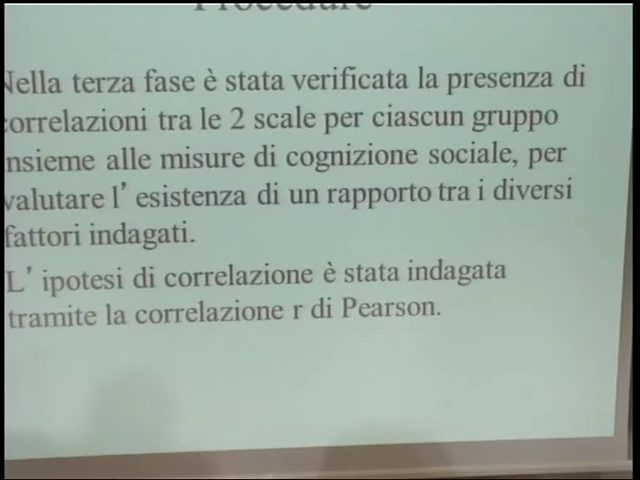 Procedure
Nella terza fase è stata verificata la presenza di
correlazioni tra le 2 scale per ciascun gruppo
insieme alle misure di cognizione sociale, per
valutare l’ esistenza di un rapporto tra i diversi
fattori indagati.
L’ ipotesi di correlazione è stata indagata
tramite la correlazione r di Pearson.